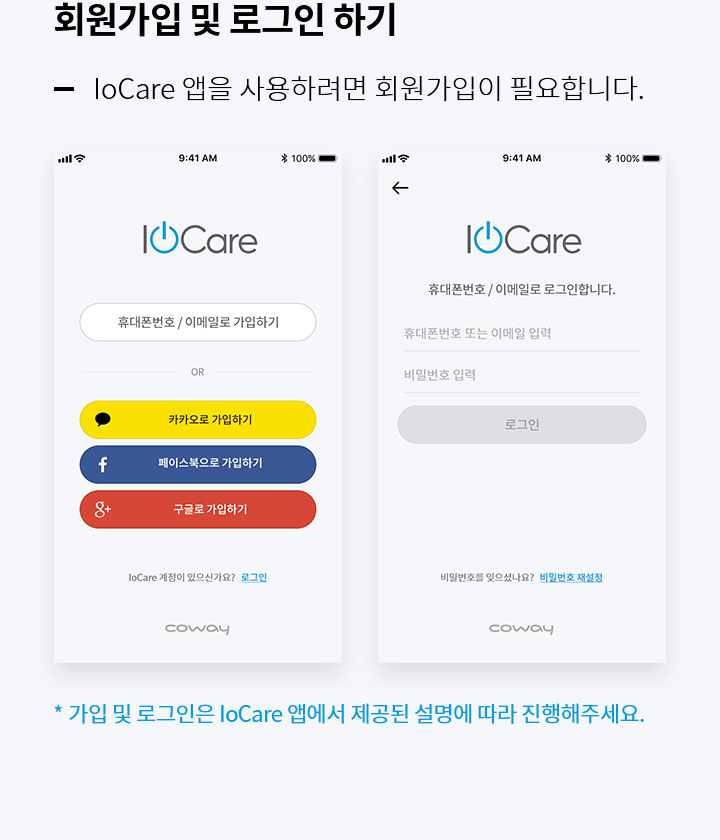 회원가입 및 로그인 하기
IoCare 앱을 사용하려면 회원가입이 필요합니다.
9:41 AM
100%
IoCare
휴대폰번호 / 이메일로 가입하기
OR
카카오로 가입하기
f 페이스북으로 가입하기
g+ 구글로 가입하기
IoCare 계정이 있으신가요? 로그인
coway
9:41 AM
100%
IoCare
휴대폰번호 / 이메일로 로그인합니다.
휴대폰번호 또는 이메일 입력
비밀번호 입력
로그인
비밀번호를 잊으셨나요? 비밀번호 재설정
coway
* 가입 및 로그인은 IoCare 앱에서 제공된 설명에 따라 진행해주세요.